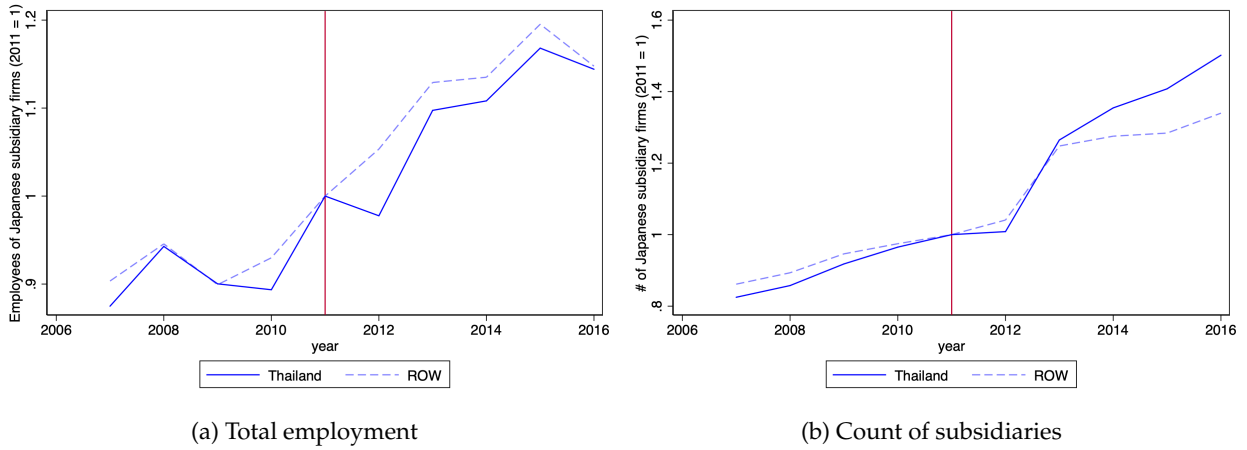 Employees of Japanese subsidiary firms (2011 = 1)
1.2
1.1
1
.9
2006 2008 2010 2012 2014 2016
year
Thailand ROW
(a) Total employment
# of Japanese subsidiary firms (2011 = 1)
1.6
1.4
1.2
1
.8
2006 2008 2010 2012 2014 2016
year
Thailand ROW
(b) Count of subsidiaries